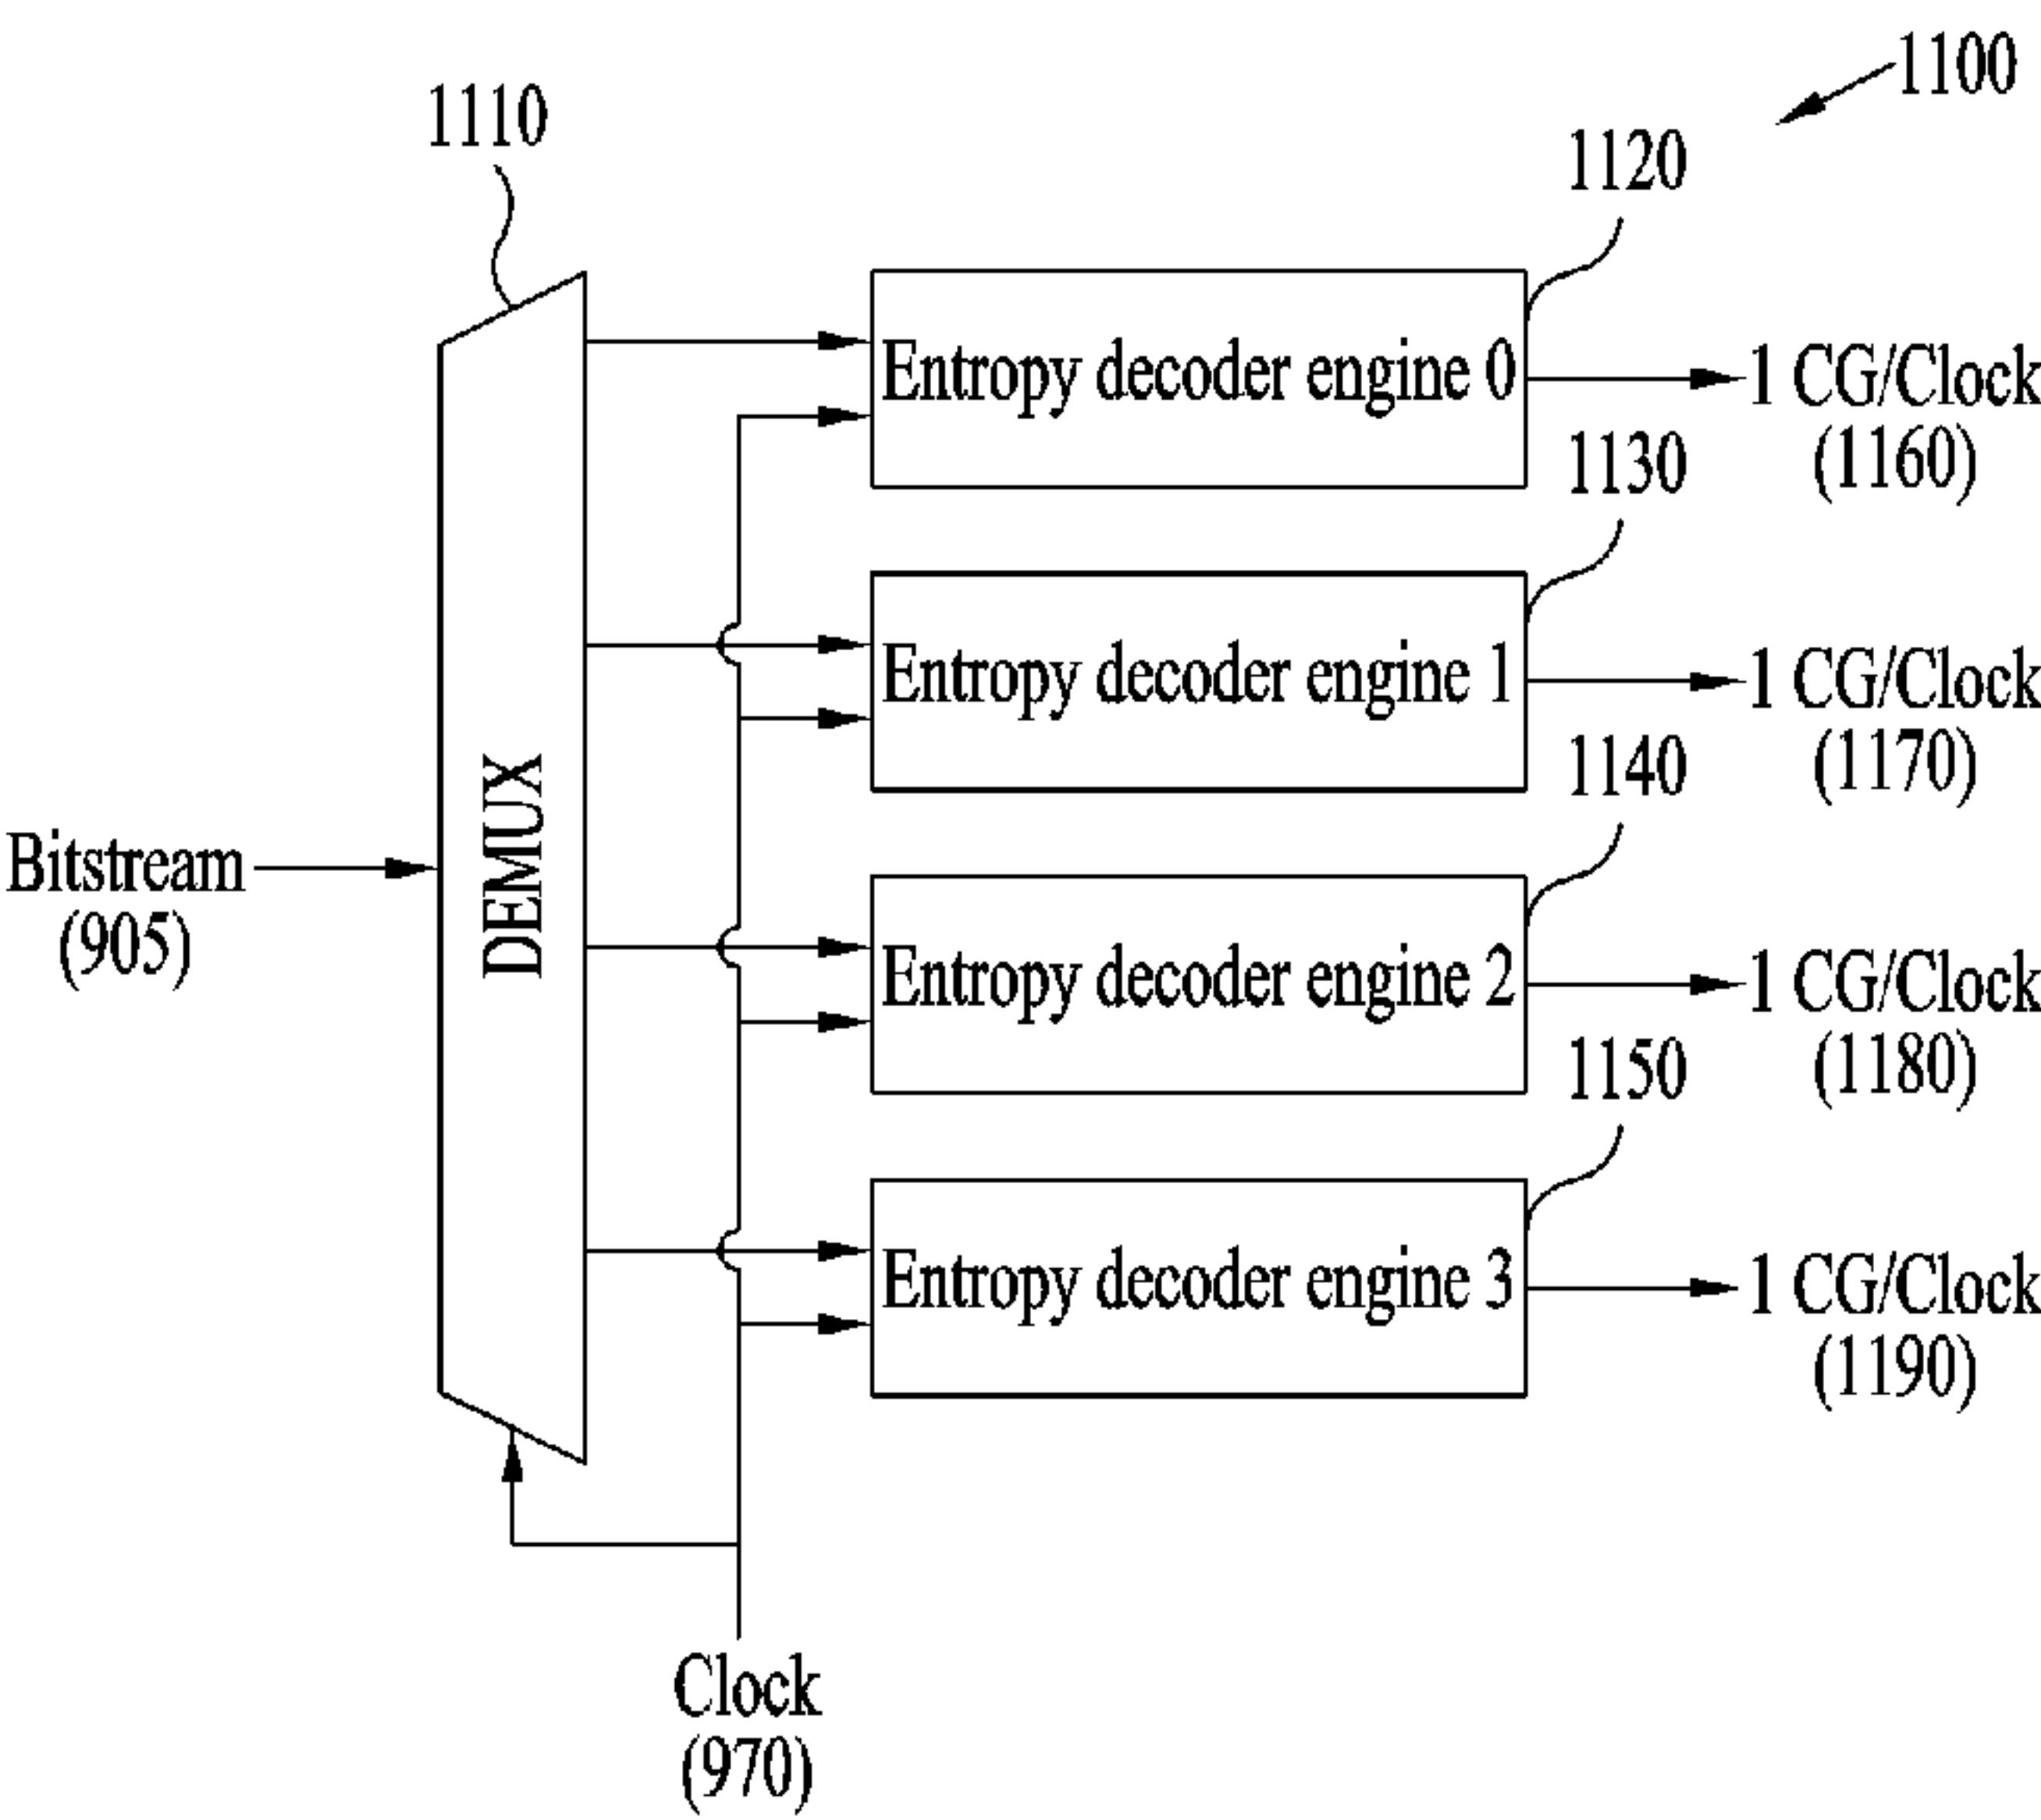 1100
1110
1120
Entropy decoder engine 0
1 CG/Clock
(1160)
1130
Entropy decoder engine 1
1 CG/Clock
(1170)
1140
DEMUX
Bitstream
(905)
Entropy decoder engine 2
1 CG/Clock
(1180)
1150
Entropy decoder engine 3
1 CG/Clock
(1190)
Clock
(970)